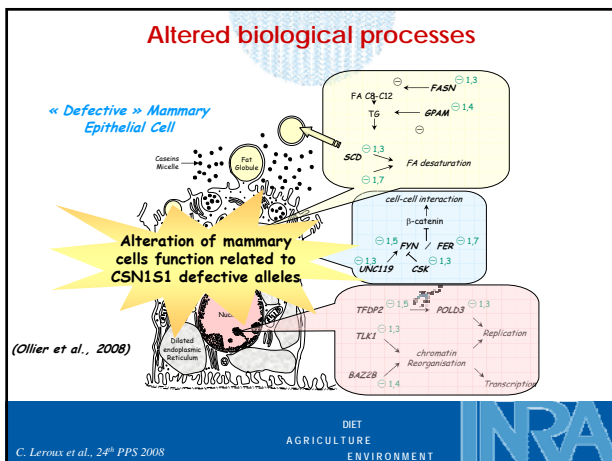 Altered biological processes
« Defective » Mammary
Epithelial Cell
Caseins
Micelle
Fat
Globule
⊖ FASN ⊖ 1,3
FA C8-C12
TG GPAM ⊖ 1,4
⊖
⊖ 1,3
SCD
FA desaturation
⊖ 1,7
cell-cell interaction
β-catenin
⊖ 1,5 FYN / FER ⊖ 1,7
⊖ 1,3 ⊖ 1,3
UNC119 CSK
Alteration of mammary
cells function related to
CSN1S1 defective alleles
TFDP2 ⊖ 1,5 POLD3 ⊖ 1,3
⊖ 1,3
TLK1 Replication
chromatin
Reorganisation
BAZ2B
⊖ 1,4 Transcription
Nuc
Dilated
endoplasmic
Reticulum
(Ollier et al., 2008)
C. Leroux et al., 24th PPS 2008
DIET
AGRICULTURE
ENVIRONMENT
INRA